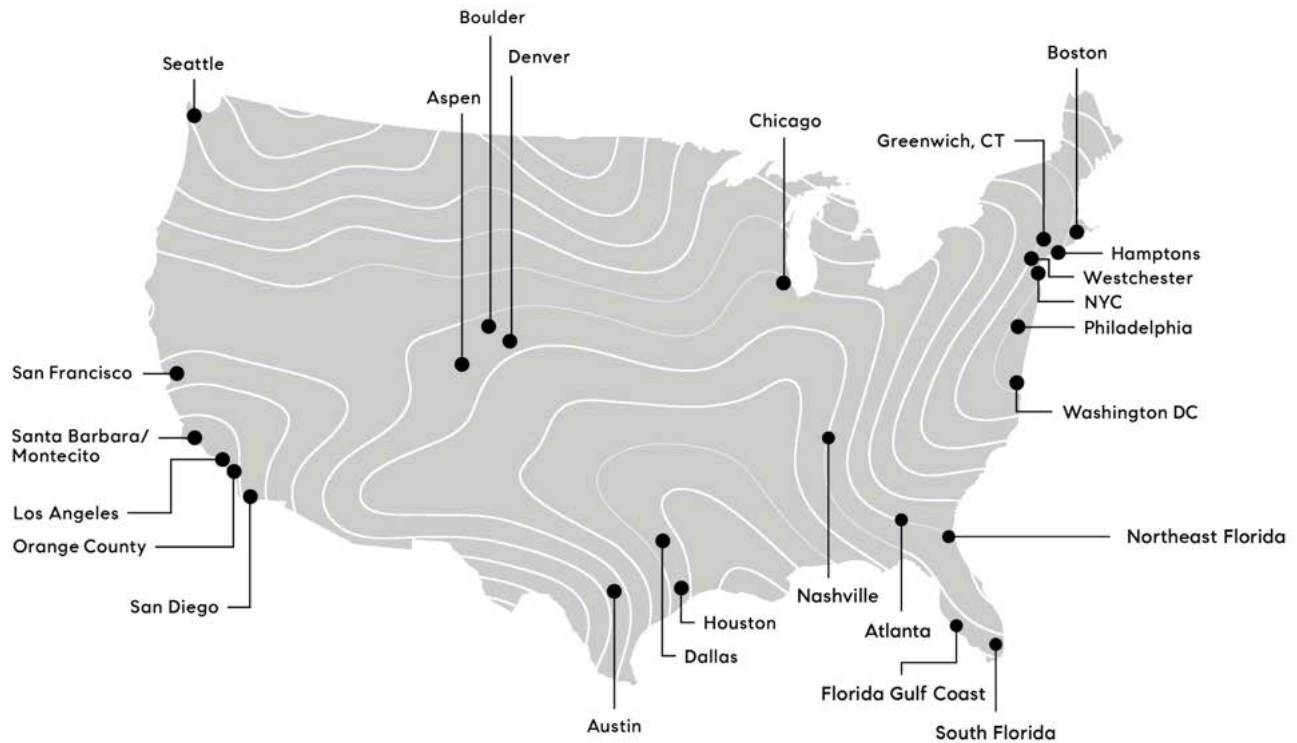 Boulder
Denver
Boston
Seattle
Aspen
Chicago
Greenwich, CT
Hamptons
Westchester
NYC
Philadelphia
San Francisco
Washington DC
Santa Barbara/
Montecito
Los Angeles
Orange County
Northeast Florida
San Diego
Nashville
Houston
Atlanta
Dallas
Florida Gulf Coast
Austin
South Florida